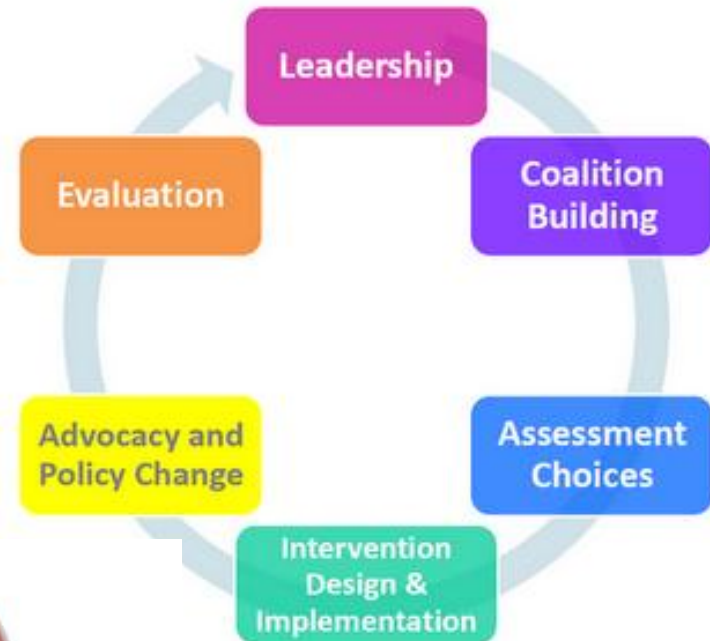 Leadership
Coalition
Building
Assessment
Choices
Intervention
Design &
Implementation
Advocacy and
Policy Change
Evaluation